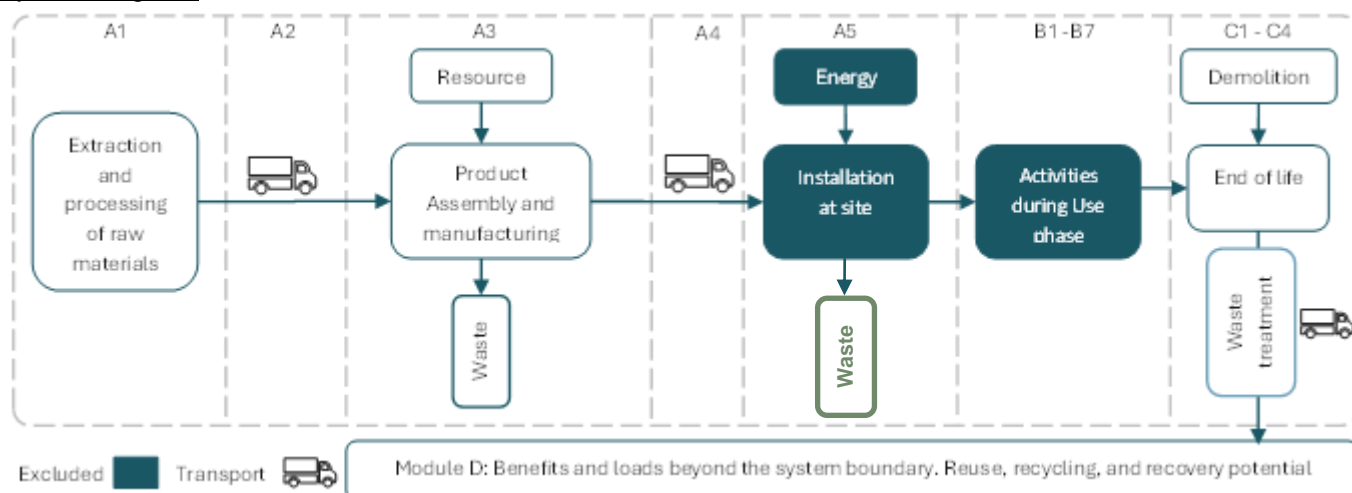 A1
A2
A3
A4
A5
B1-B7
C1 - C4
Resource
Energy
Demolition
Extraction
and
processing
of raw
materials
Product
Assembly and
manufacturing
Installation
at site
Activities
during Use
phase
End of life
Waste
Waste
Waste
treatment
Excluded
Transport
Module D: Benefits and loads beyond the system boundary. Reuse, recycling, and recovery potential